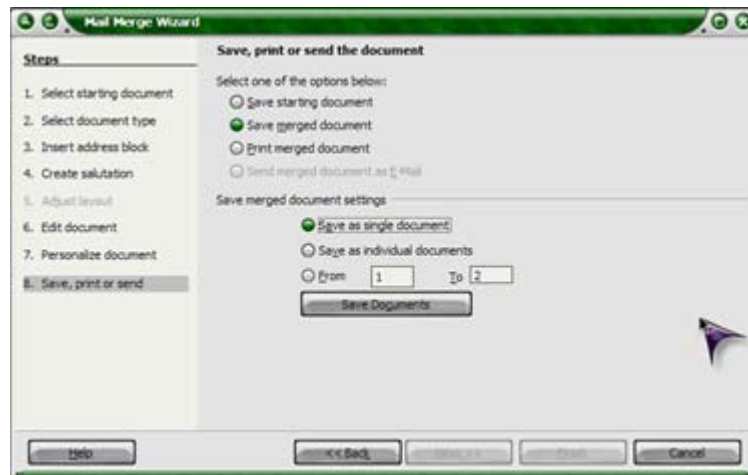 Mail Merge Wizard
Steps
1. Select starting document
2. Select document type
3. Insert address block
4. Create salutation
5. Adjust layout
6. Edit document
7. Personalize document
8. Save, print or send
Save, print or send the document
Select one of the options below:
Save starting document
Save merged document
Print merged document
Send merged document as E-Mail
Save merged document settings
Save as single document
Save as individual documents
From 1 To 2
Save Documents
Help << Back Next >> Finish Cancel